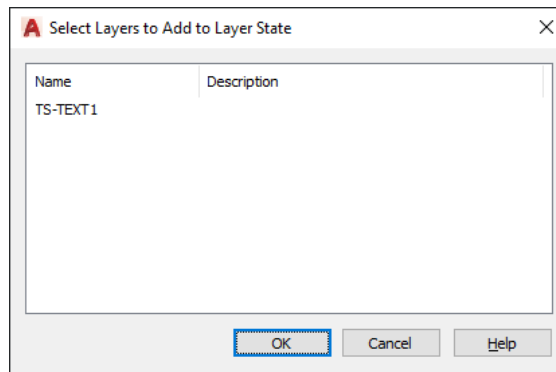 Select Layers to Add to Layer State
Name Description
TS-TEXT1
OK Cancel Help